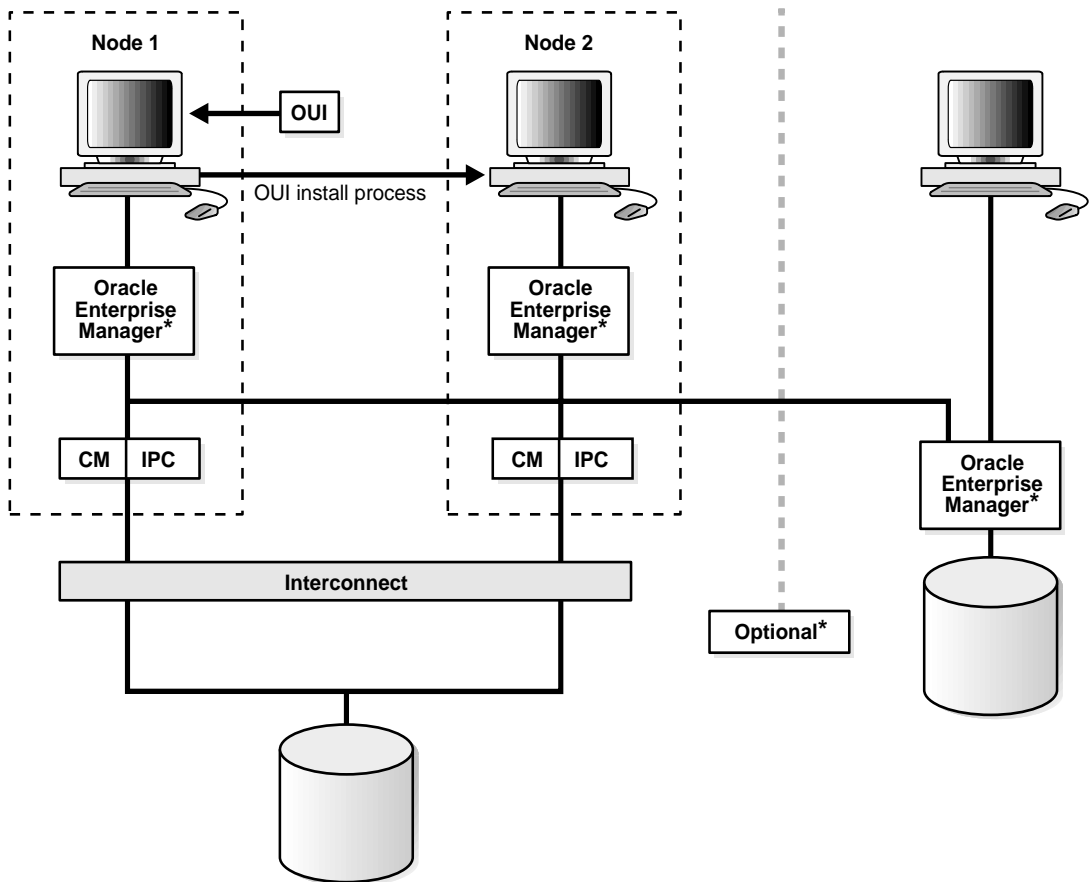 Node 1
Node 2
OUI
OUI install process
Oracle
Enterprise
Manager*
Oracle
Enterprise
Manager*
CM
IPC
CM
IPC
Oracle
Enterprise
Manager*
Interconnect
Optional*